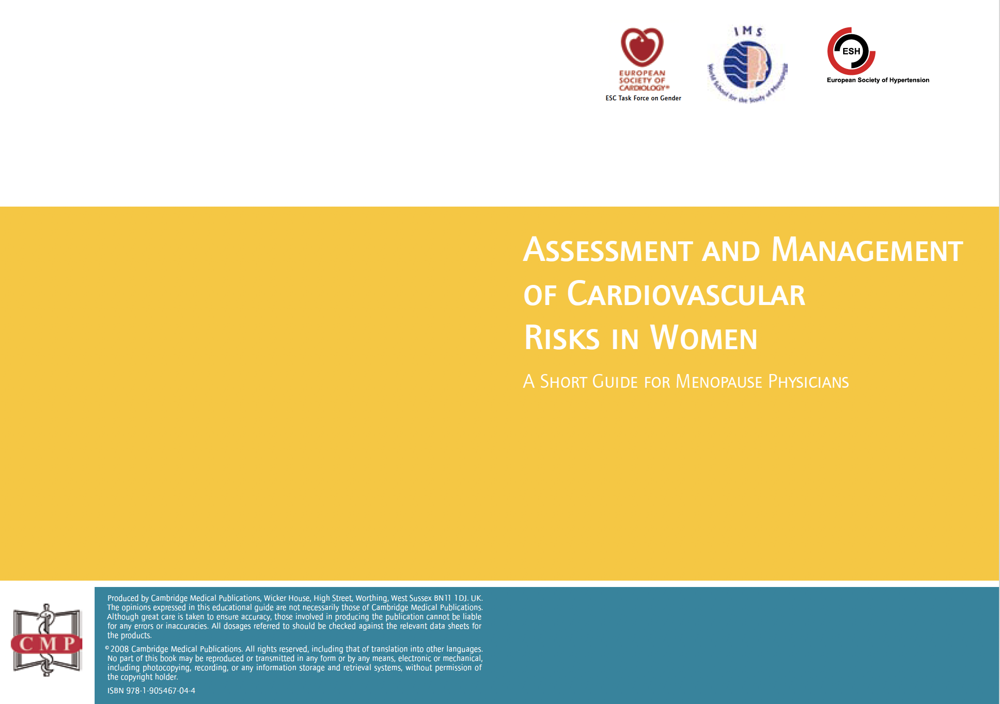 EUROPEAN
SOCIETY OF
CARDIOLOGY®
ESC Task Force on Gender
IMS
World School for the Study of Menopause
ESH
European Society of Hypertension
ASSESSMENT AND MANAGEMENT
OF CARDIOVASCULAR
RISKS IN WOMEN
A SHORT GUIDE FOR MENOPAUSE PHYSICIANS
CMP
Produced by Cambridge Medical Publications, Wicker House, High Street, Worthing, West Sussex BN11 1DJ. UK.
The opinions expressed in this educational guide are not necessarily those of Cambridge Medical Publications.
Although great care is taken to ensure accuracy, those involved in producing the publication cannot be liable
for any errors or inaccuracies. All dosages referred to should be checked against the relevant data sheets for
the products.
© 2008 Cambridge Medical Publications. All rights reserved, including that of translation into other languages.
No part of this book may be reproduced or transmitted in any form or by any means, electronic or mechanical,
including photocopying, recording, or any information storage and retrieval systems, without permission of
the copyright holder.
ISBN 978-1-905467-04-4